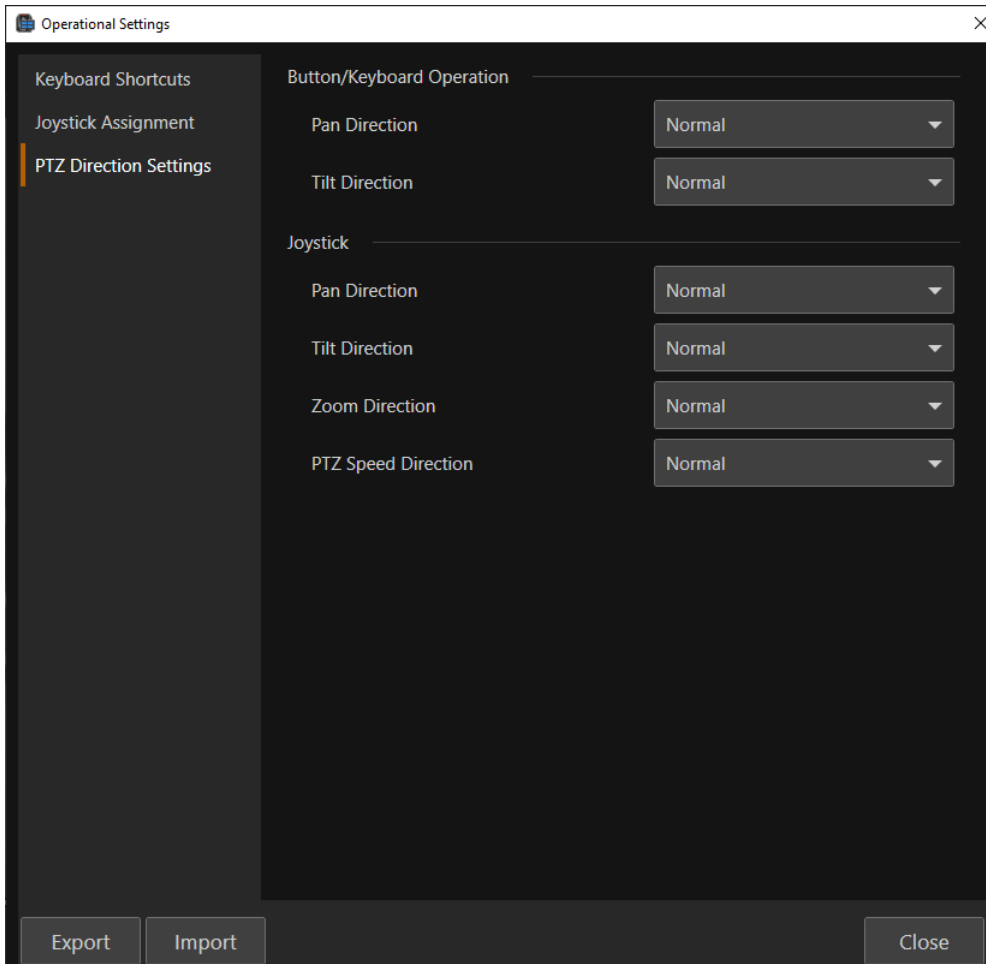 Operational Settings
Keyboard Shortcuts
Joystick Assignment
PTZ Direction Settings
Button/Keyboard Operation
Pan Direction Normal
Tilt Direction Normal
Joystick
Pan Direction Normal
Tilt Direction Normal
Zoom Direction Normal
PTZ Speed Direction Normal
Export Import Close